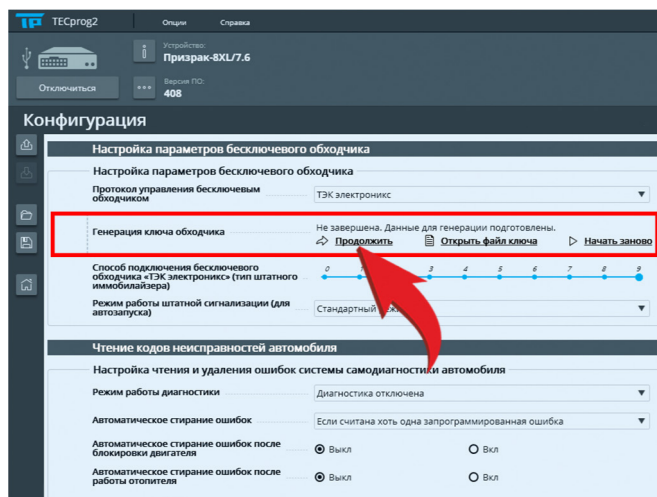 TECprog2
Опции
Справка
Устройство:
Призрак-8XL/7.6
Отключиться
Версия ПО:
408
Конфигурация
Настройка параметров бесключевого обходчика
Настройка параметров бесключевого обходчика
Протокол управления бесключевым
обходчиком
ТЭК электроникс
Генерация ключа обходчика
Не завершена. Данные для генерации подготовлены.
Продолжить
Открыть файл ключа
Начать заново
Способ подключения бесключевого
обходчика «ТЭК электроникс» (тип штатного
иммобилайзера)
0 1 3 4 5 6 7 8 9
Режим работы штатной сигнализации (для
автозапуска)
Стандартный
Чтение кодов неисправностей автомобиля
Настройка чтения и удаления ошибок системы самодиагностики автомобиля
Режим работы диагностики
Диагностика отключена
Автоматическое стирание ошибок
Если считана хоть одна запрограммированная ошибка
Автоматическое стирание ошибок после
блокировки двигателя
Выкл
Вкл
Автоматическое стирание ошибок после
работы отопителя
Выкл
Вкл